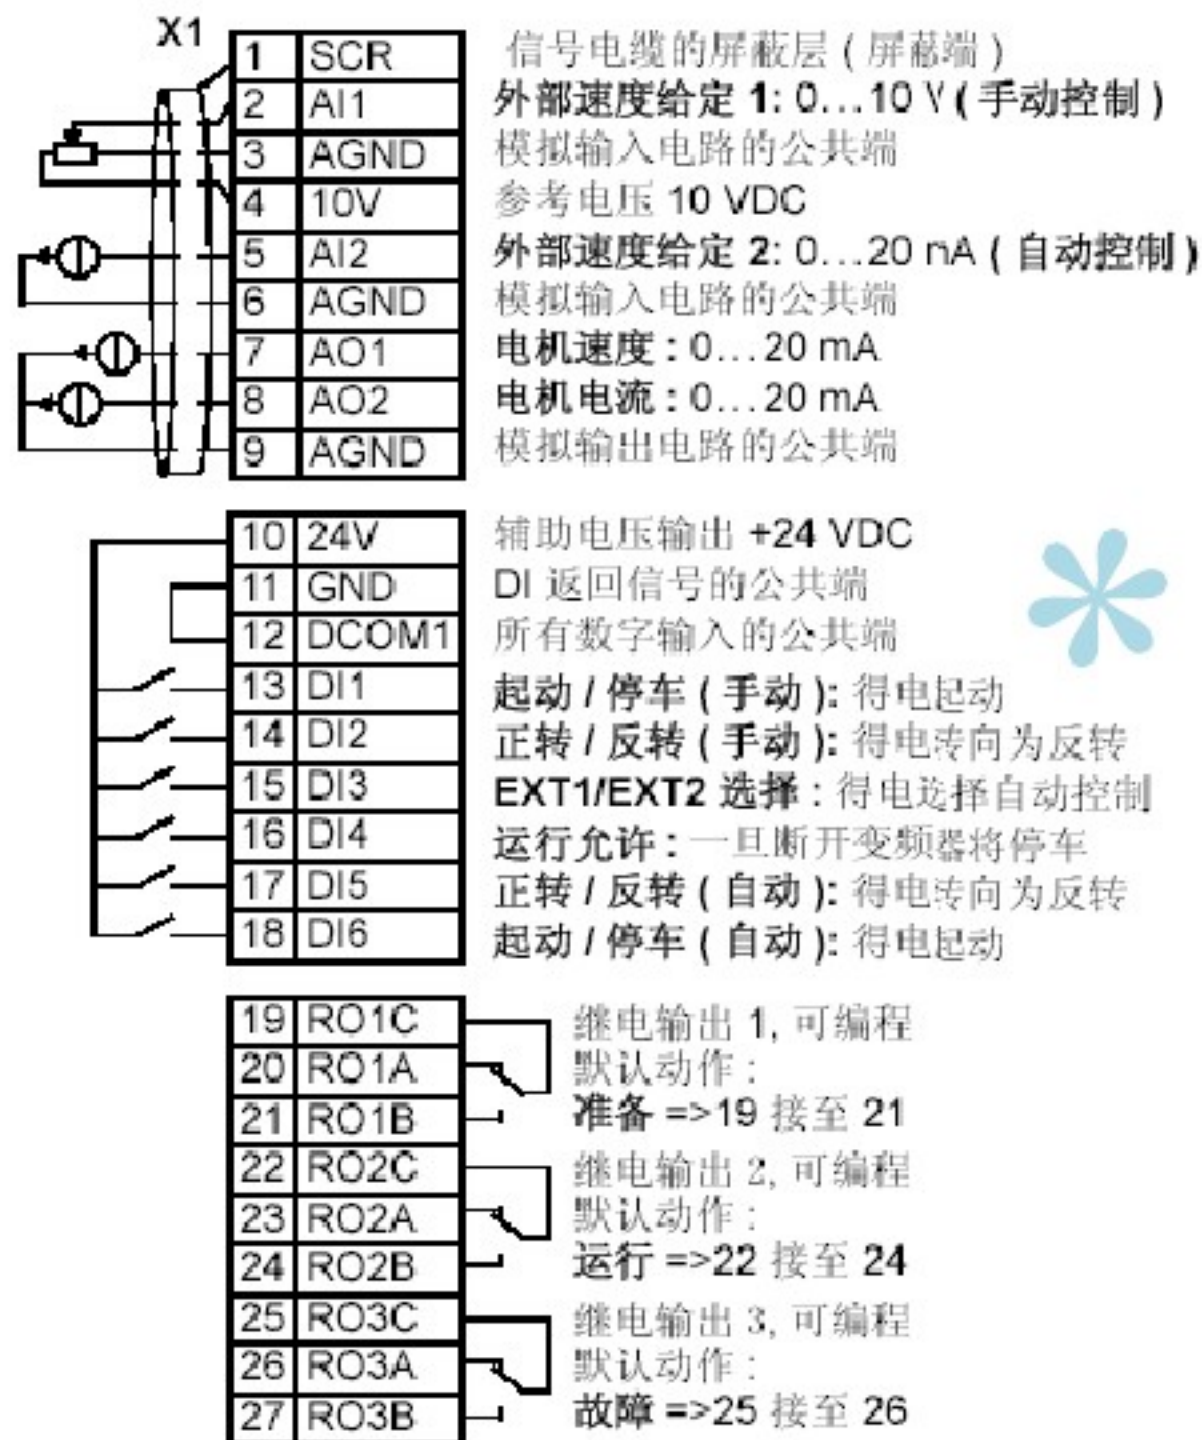 X1
1 SCR 信号电缆的屏蔽层 ( 屏蔽端 )
2 AI1 外部速度给定 1: 0...10 V ( 手动控制 )
3 AGND 模拟输入电路的公共端
4 10V 参考电压 10 VDC
5 AI2 外部速度给定 2: 0...20 mA ( 自动控制 )
6 AGND 模拟输入电路的公共端
7 AO1 电机速度 : 0...20 mA
8 AO2 电机电流 : 0...20 mA
9 AGND 模拟输出电路的公共端
10 24V 辅助电压输出 +24 VDC
11 GND DI 返回信号的公共端
12 DCOM1 所有数字输入的公共端
13 DI1 起动 / 停车 ( 手动 ): 得电起动
14 DI2 正转 / 反转 ( 手动 ): 得电转向为反转
15 DI3 EXT1/EXT2 选择 : 得电选择自动控制
16 DI4 运行允许 : 一旦断开变频器将停车
17 DI5 正转 / 反转 ( 自动 ): 得电转向为反转
18 DI6 起动 / 停车 ( 自动 ): 得电起动
19 RO1C 继电输出 1, 可编程
20 RO1A 默认动作 :
21 RO1B 准备 =>19 接至 21
22 RO2C 继电输出 2, 可编程
23 RO2A 默认动作 :
24 RO2B 运行 =>22 接至 24
25 RO3C 继电输出 3, 可编程
26 RO3A 默认动作 :
27 RO3B 故障 =>25 接至 26